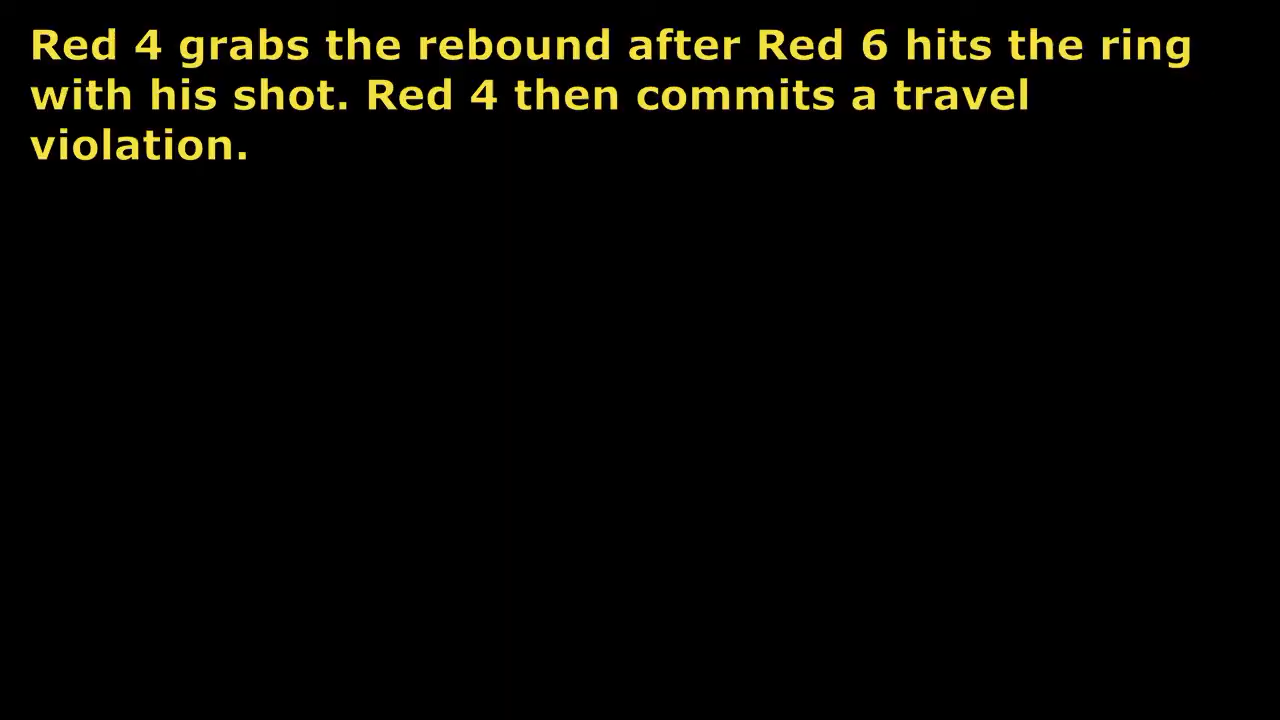 Red 4 grabs the rebound after Red 6 hits the ring
with his shot. Red 4 then commits a travel
violation.